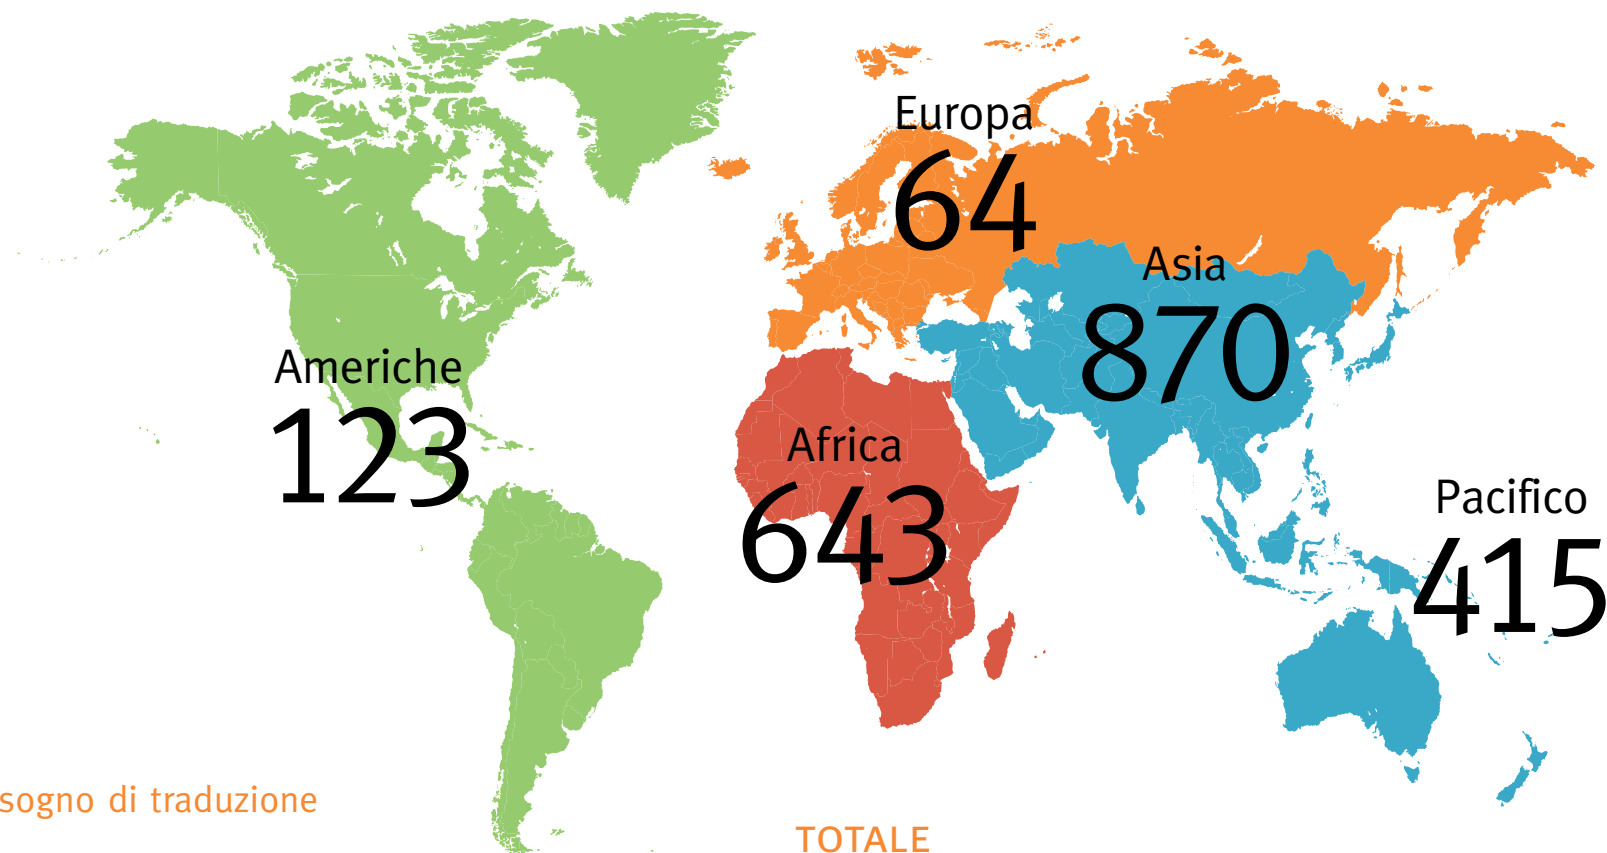 Europa
64
Asia
870
Americhe
123
Africa
643
Pacifico
415
sogno di traduzione
TOTALE